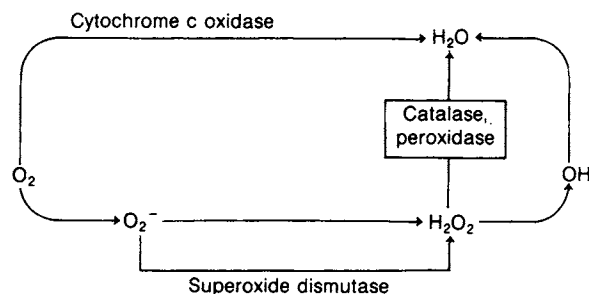 Cytochrome c oxidase
H₂O
Catalase,
peroxidase
O₂
OH
O₂⁻
H₂O₂
Superoxide dismutase